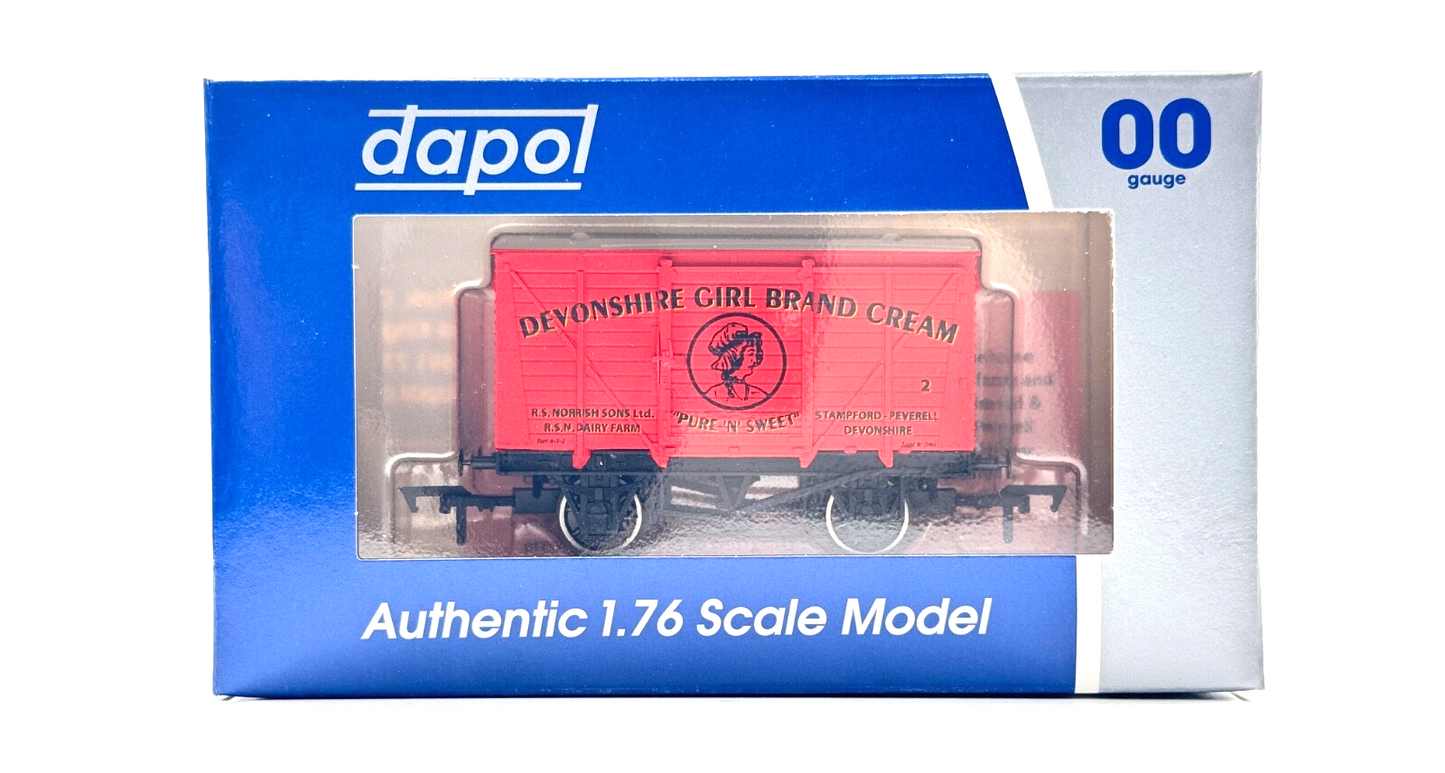 dapol
00
gauge
DEVONSHIRE GIRL BRAND CREAM
2
R.S. NORRISH SONS Ltd.
R.S.N. DAIRY FARM
"PURE 'N' SWEET"
STAMPFORD - PEVERELL
DEVONSHIRE
Authentic 1.76 Scale Model